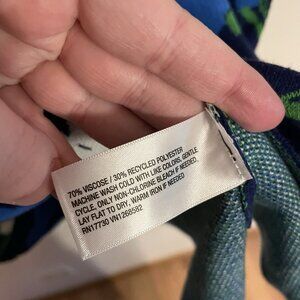 70% VISCOSE / 30% RECYCLED POLYESTER
MACHINE WASH COLD WITH LIKE COLORS, GENTLE
CYCLE. ONLY NON-CHLORINE BLEACH IF NEEDED,
LAY FLAT TO DRY. WARM IRON IF NEEDED
RN17730 VN1268582